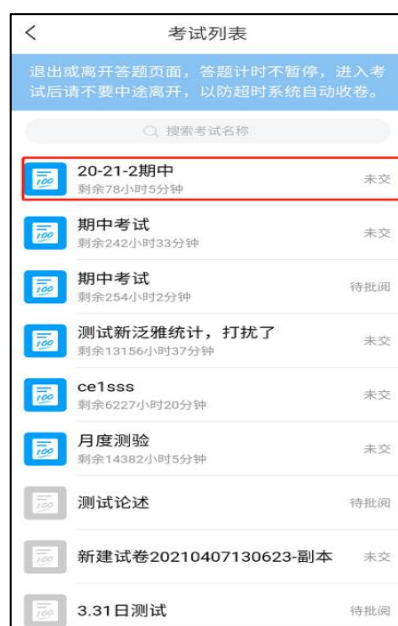 考试列表
退出或离开答题页面，答题计时不暂停，进入考
试后请不要中途离开，以防超时系统自动收卷。
搜索考试名称
20-21-2期中
剩余78小时5分钟
未交
期中考试
剩余242小时33分钟
未交
期中考试
剩余254小时2分钟
待批阅
测试新泛雅统计，打扰了
剩余13156小时37分钟
未交
ce1sss
剩余6227小时20分钟
未交
月度测验
剩余14382小时5分钟
未交
测试论述
待批阅
新建试卷20210407130623-副本
未交
3.31日测试
待批阅